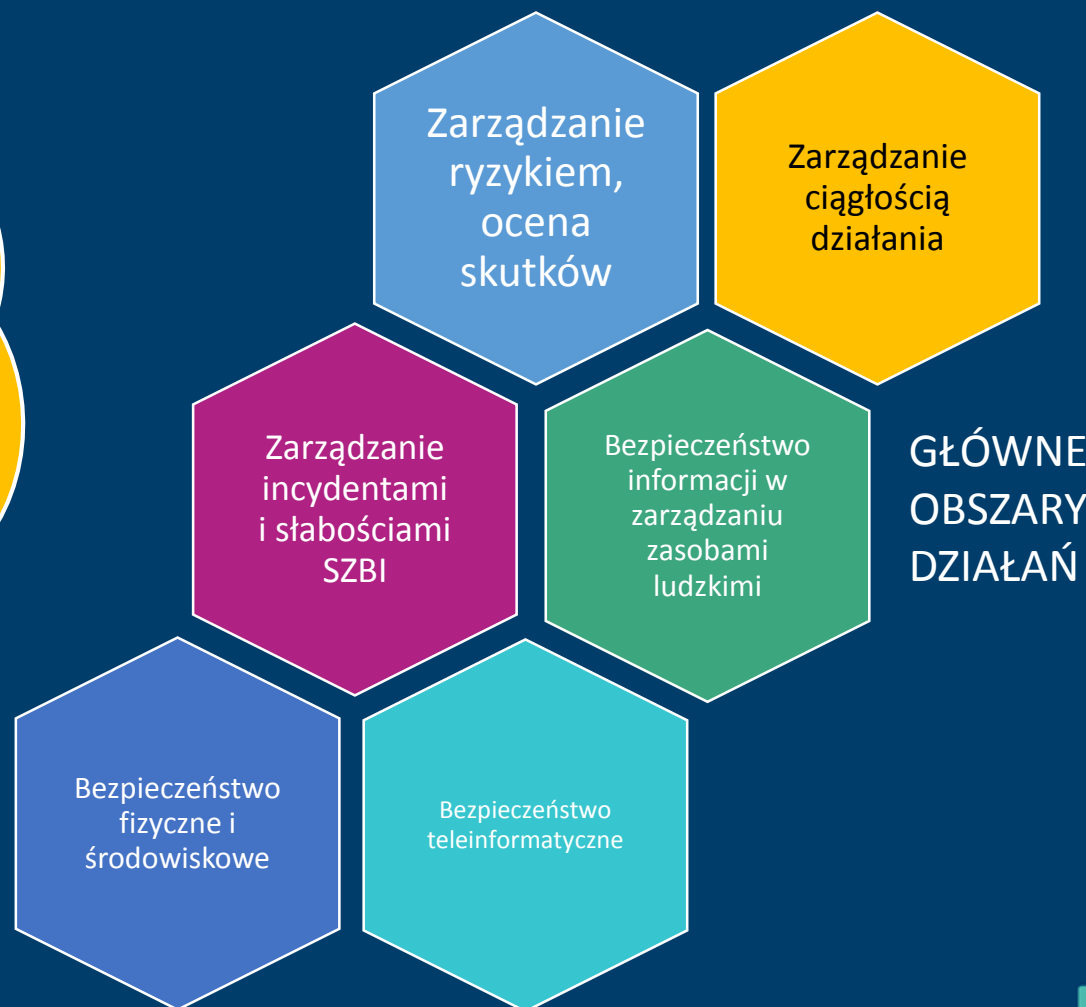 Zarządzanie
ryzykiem,
ocena
skutków
Zarządzanie
ciągłością
działania
Zarządzanie
incydentami
i słabościami
SZBI
Bezpieczeństwo
informacji w
zarządzaniu
zasobami
ludzkimi
GŁÓWNE
OBSZARY
DZIAŁAŃ
Bezpieczeństwo
fizyczne i
środowiskowe
Bezpieczeństwo
teleinformatyczne